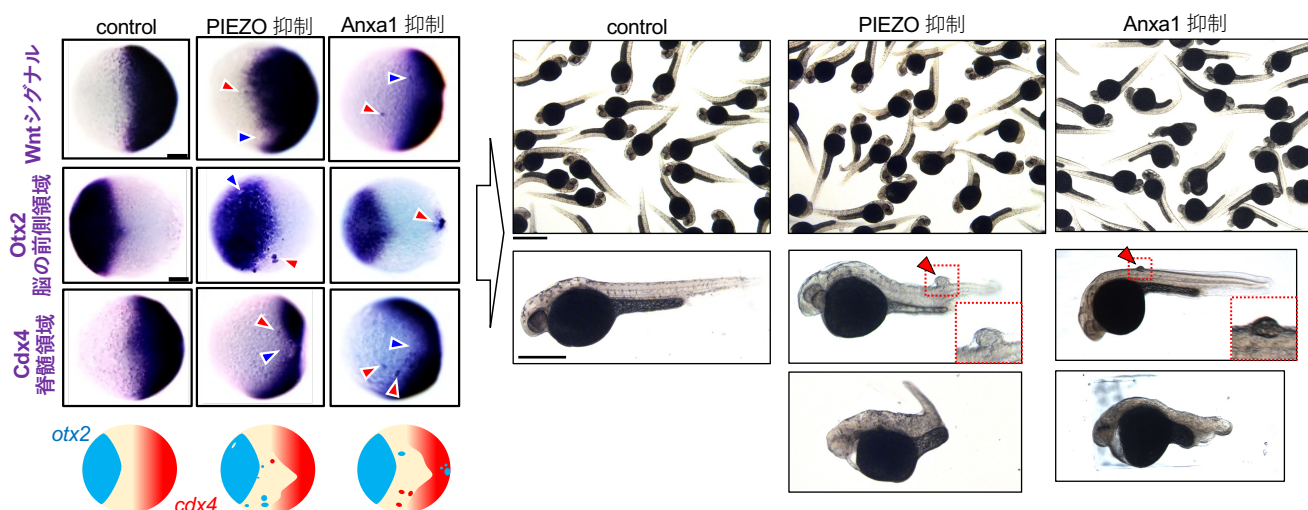 control
PIEZO 抑制
Anxa1 抑制
control
PIEZO 抑制
Anxa1 抑制
Wntシグナル
Otx2
脳の前側領域
Cdx4
脊髄領域
otx2
cdx4